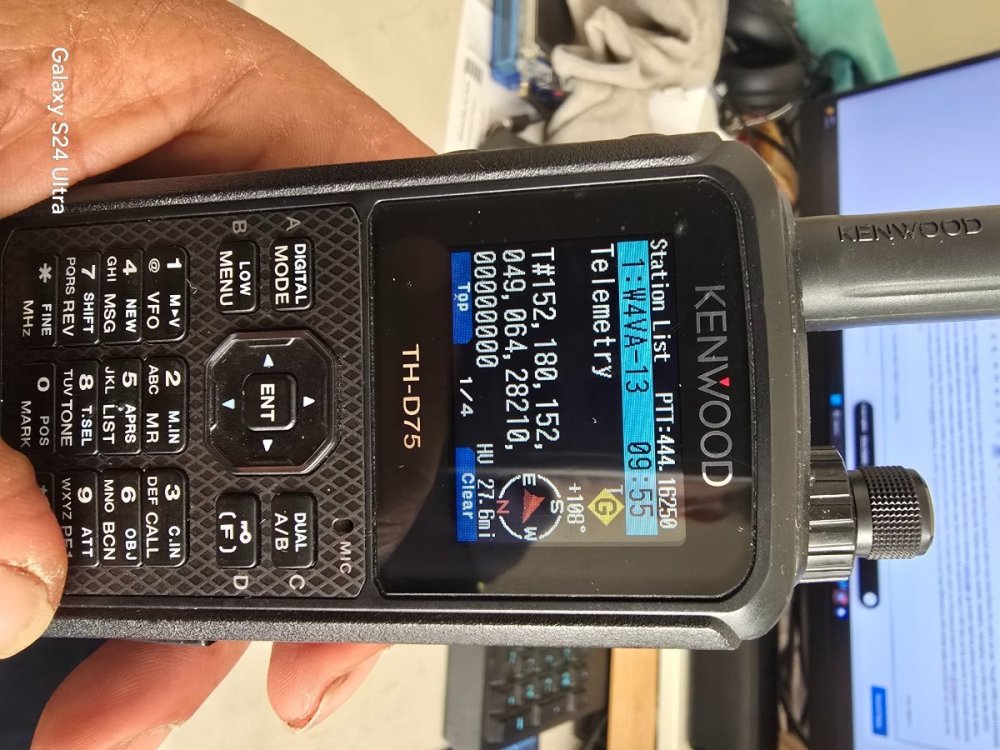 KENWOOD
KENWOOD
Station List PTT:444.16250
1:W4VA-13 09:55
Telemetry
G
+108°
T#152,180,152,
049,064,28210,
00000000
S
E W
N
HU 27.6mi
Top 1/4 Clear
TH-D75
MIC
A DIGITAL MODE
DUAL A/B C
B LOW MENU
ENT
(F) D
1 M▸V
@ VFO
2 M.IN
ABC MR
3 C.IN
DEF CALL
4 NEW
GHI MSG
5 APRS
JKL LIST
6 OBJ
MNO BCN
7 SHIFT
PQRS REV
8 T.SEL
TUV TONE
9 ATT
WXYZ
* FINE
MHz
0 POS
MARK
Galaxy S24 Ultra